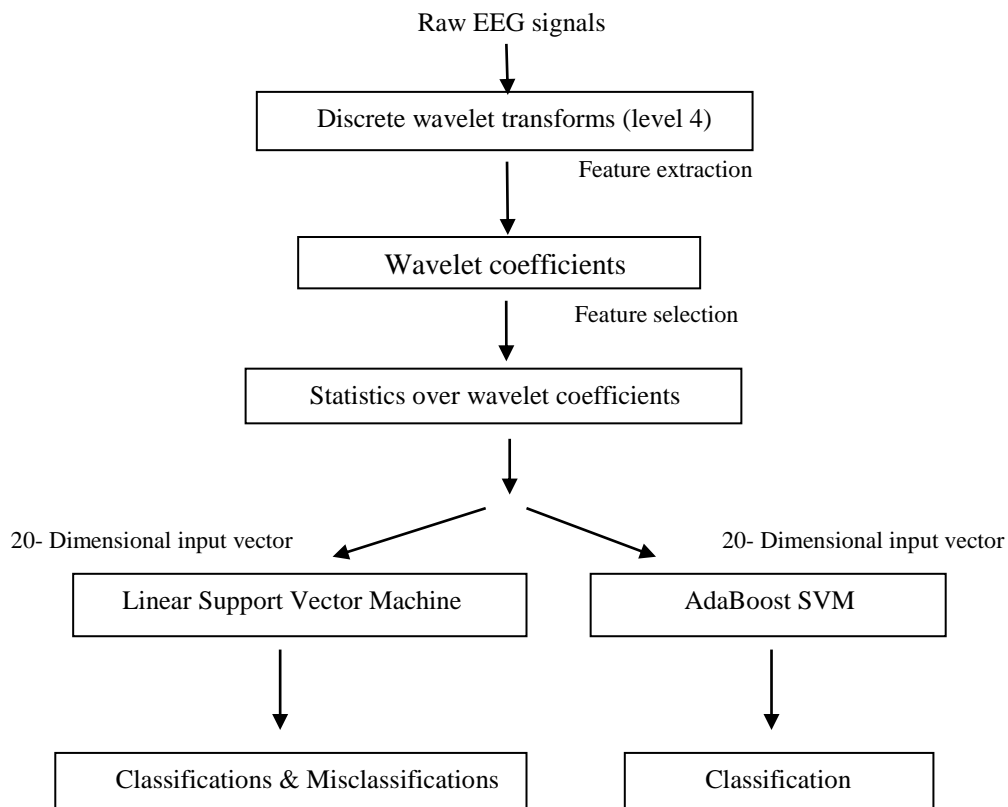 Raw EEG signals
Discrete wavelet transforms (level 4)
Feature extraction
Wavelet coefficients
Feature selection
Statistics over wavelet coefficients
20- Dimensional input vector
20- Dimensional input vector
Linear Support Vector Machine
AdaBoost SVM
Classifications & Misclassifications
Classification